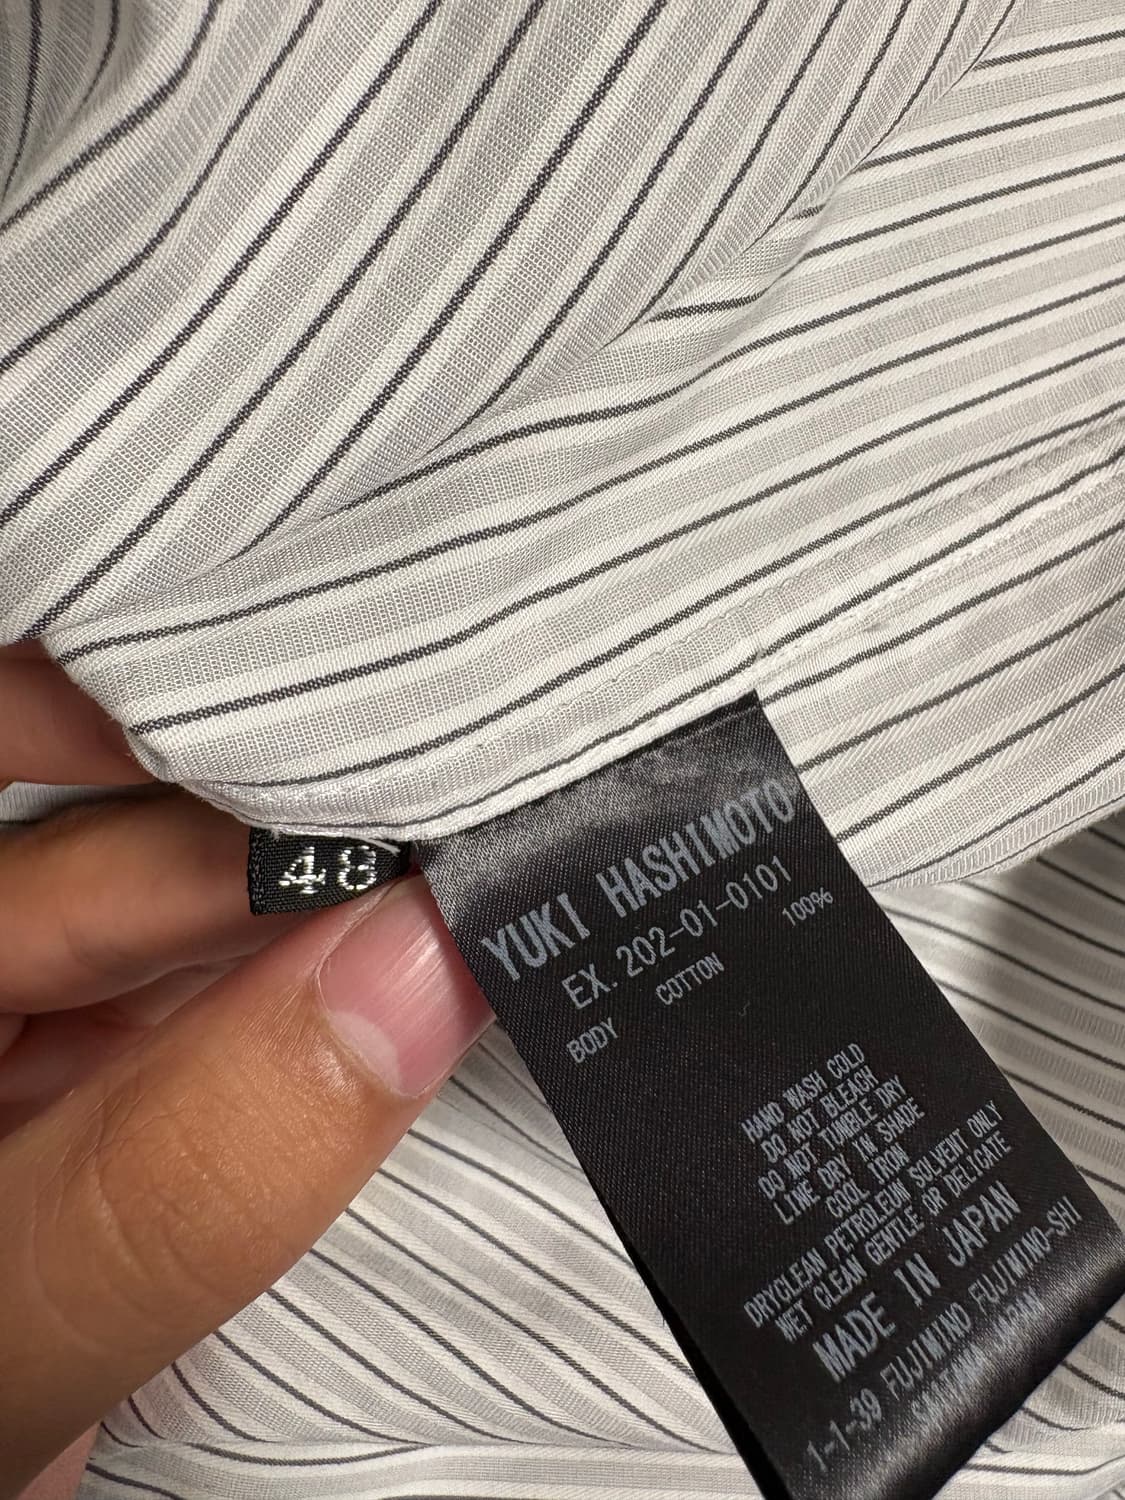 48
YUKI HASHIMOTO
EX. 202-01-0101
BODY COTTON 100%
HAND WASH COLD
DO NOT BLEACH
DO NOT TUMBLE DRY
LINE DRY IN SHADE
COOL IRON
DRYCLEAN PETROLEUM SOLVENT ONLY
WET CLEAN GENTLE OR DELICATE
MADE IN JAPAN
1-1-39 FUJIMINO FUJIMINO-SHI
SAITAMA JAPAN